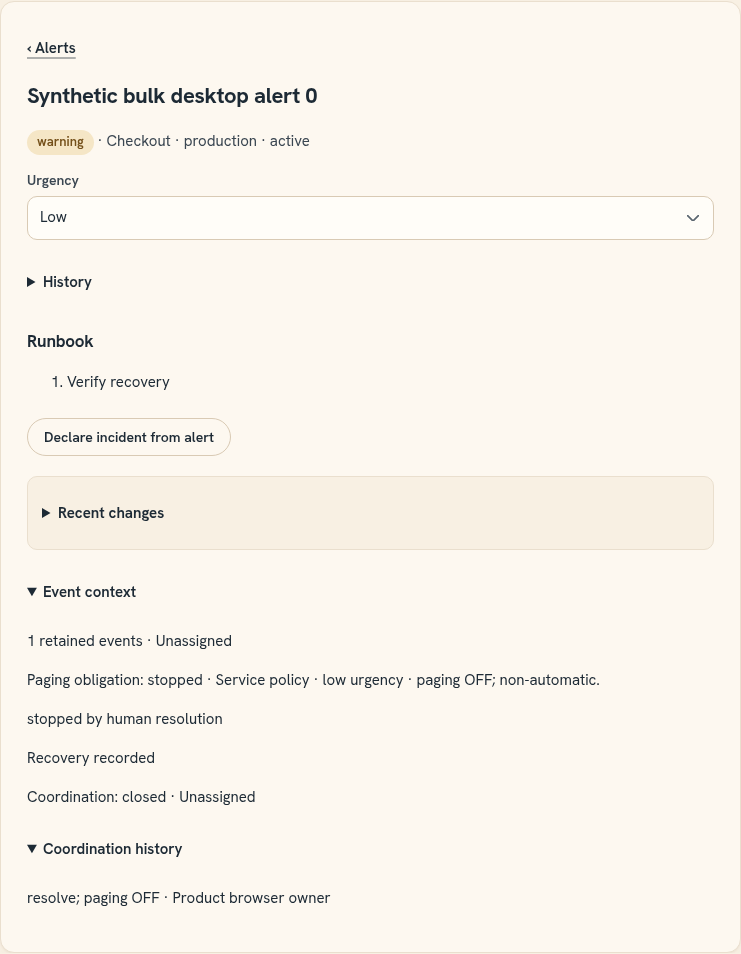 ‹ Alerts
Synthetic bulk desktop alert 0
warning · Checkout · production · active
Urgency
Low
History
Runbook
1. Verify recovery
Declare incident from alert
Recent changes
Event context
1 retained events · Unassigned
Paging obligation: stopped · Service policy · low urgency · paging OFF; non-automatic.
stopped by human resolution
Recovery recorded
Coordination: closed · Unassigned
Coordination history
resolve; paging OFF · Product browser owner